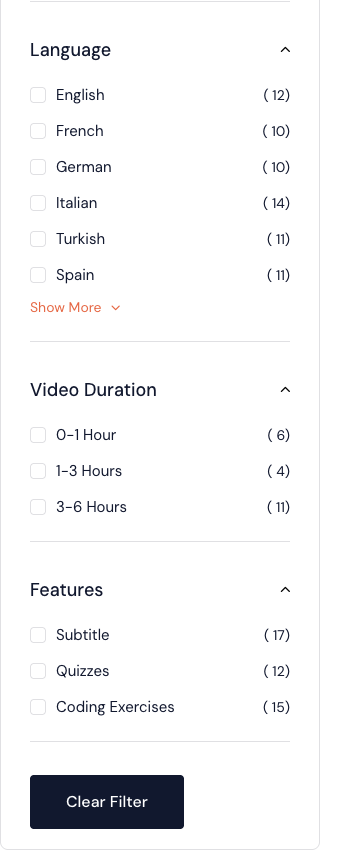 Language
English ( 12)
French ( 10)
German ( 10)
Italian ( 14)
Turkish ( 11)
Spain ( 11)
Show More
Video Duration
0-1 Hour ( 6)
1-3 Hours ( 4)
3-6 Hours ( 11)
Features
Subtitle ( 17)
Quizzes ( 12)
Coding Exercises ( 15)
Clear Filter